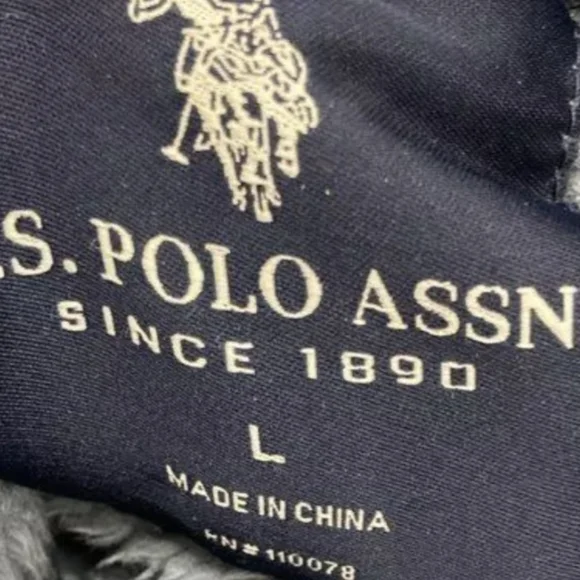 .S. POLO ASSN
SINCE 1890
L
MADE IN CHINA
RN# 110078